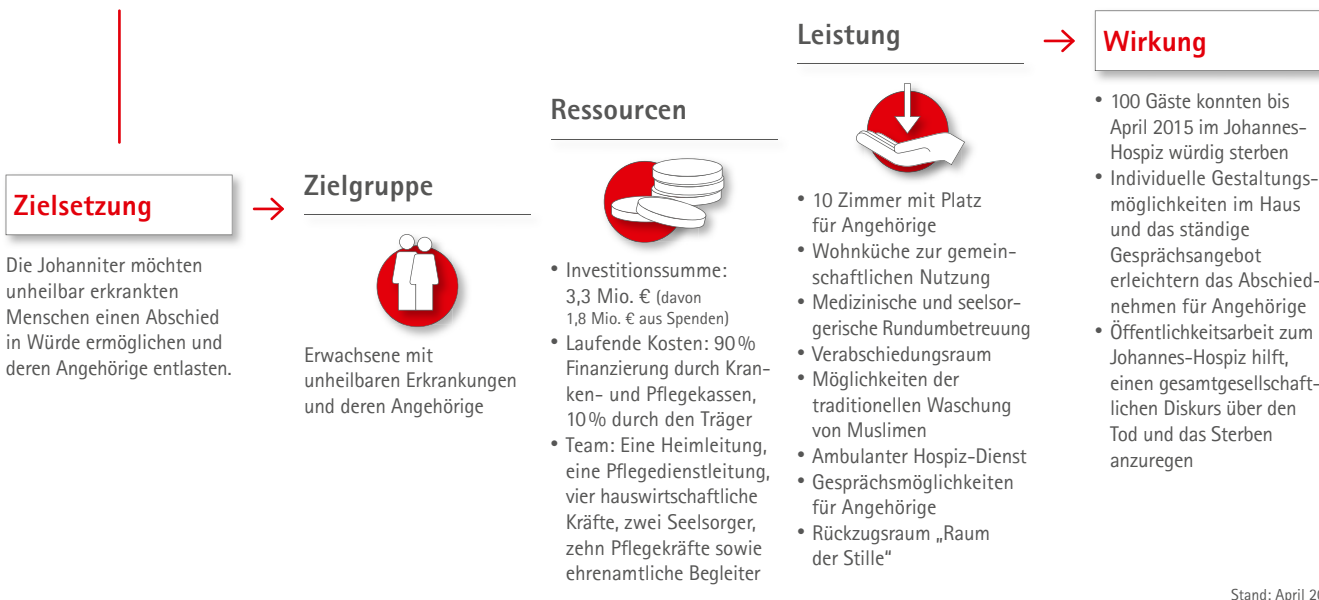 Zielsetzung
Die Johanniter möchten
unheilbar erkrankten
Menschen einen Abschied
in Würde ermöglichen und
deren Angehörige entlasten.
Zielgruppe
Erwachsene mit
unheilbaren Erkrankungen
und deren Angehörige
Ressourcen
• Investitionssumme:
3,3 Mio. € (davon
1,8 Mio. € aus Spenden)
• Laufende Kosten: 90 %
Finanzierung durch Kran-
ken- und Pflegekassen,
10 % durch den Träger
• Team: Eine Heimleitung,
eine Pflegedienstleitung,
vier hauswirtschaftliche
Kräfte, zwei Seelsorger,
zehn Pflegekräfte sowie
ehrenamtliche Begleiter
Leistung
• 10 Zimmer mit Platz
für Angehörige
• Wohnküche zur gemein-
schaftlichen Nutzung
• Medizinische und seelsor-
gerische Rundumbetreuung
• Verabschiedungsraum
• Möglichkeiten der
traditionellen Waschung
von Muslimen
• Ambulanter Hospiz-Dienst
• Gesprächsmöglichkeiten
für Angehörige
• Rückzugsraum „Raum
der Stille“
Wirkung
• 100 Gäste konnten bis
April 2015 im Johannes-
Hospiz würdig sterben
• Individuelle Gestaltungs-
möglichkeiten im Haus
und das ständige
Gesprächsangebot
erleichtern das Abschied-
nehmen für Angehörige
• Öffentlichkeitsarbeit zum
Johannes-Hospiz hilft,
einen gesamtgesellschaft-
lichen Diskurs über den
Tod und das Sterben
anzuregen
Stand: April